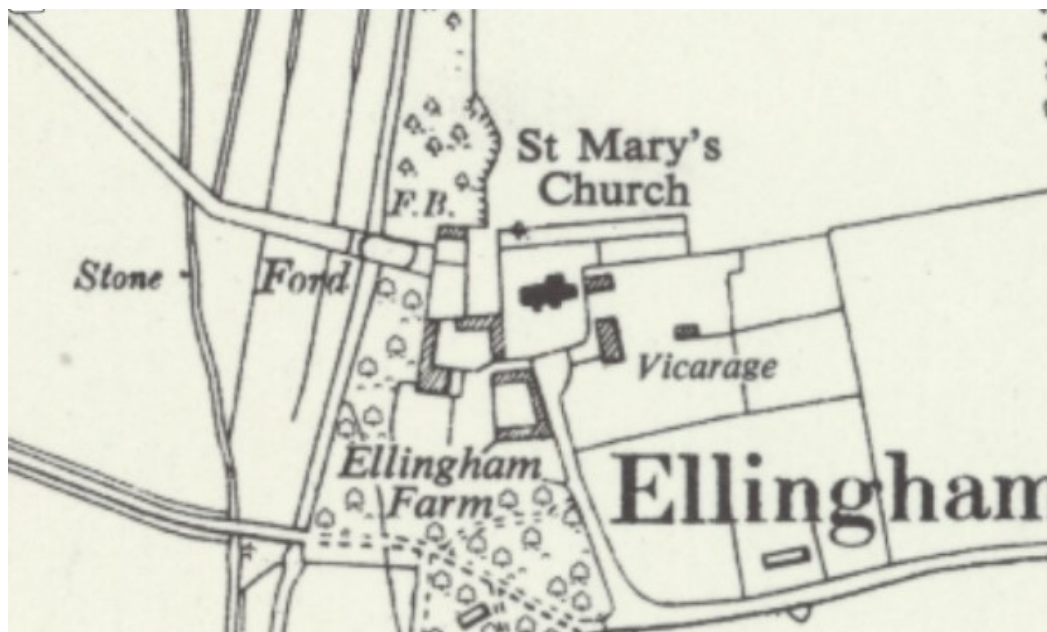 St Mary's
Church
F.B.
Stone
Ford
Vicarage
Ellingham
Farm
Ellingham